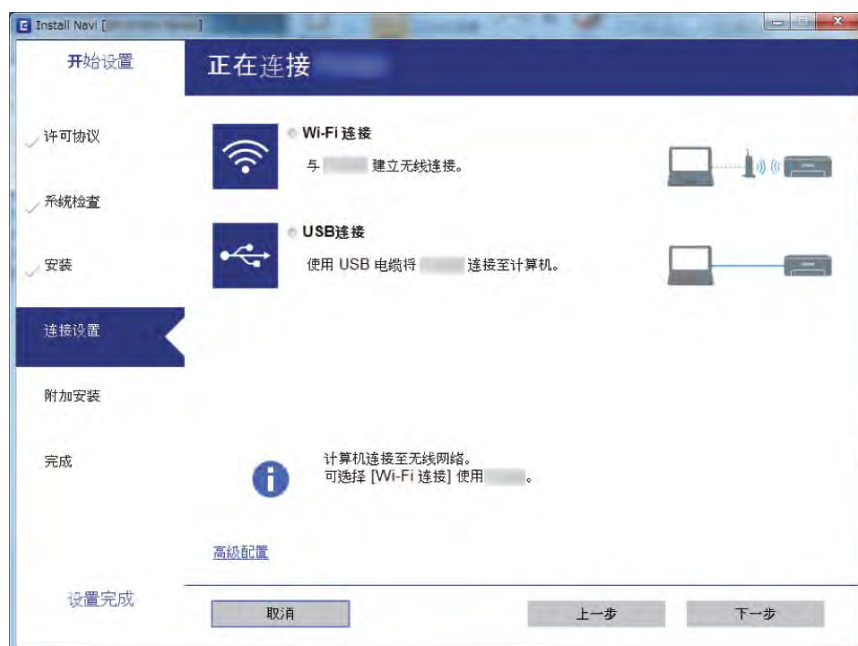 Install Navi [ ]
开始设置
正在连接
许可协议
系统检查
安装
连接设置
附加安装
完成
设置完成
Wi-Fi 连接
与 建立无线连接。
USB连接
使用 USB 电缆将 连接至计算机。
计算机连接至无线网络。
可选择 [Wi-Fi 连接] 使用 。
高级配置
取消
上一步
下一步